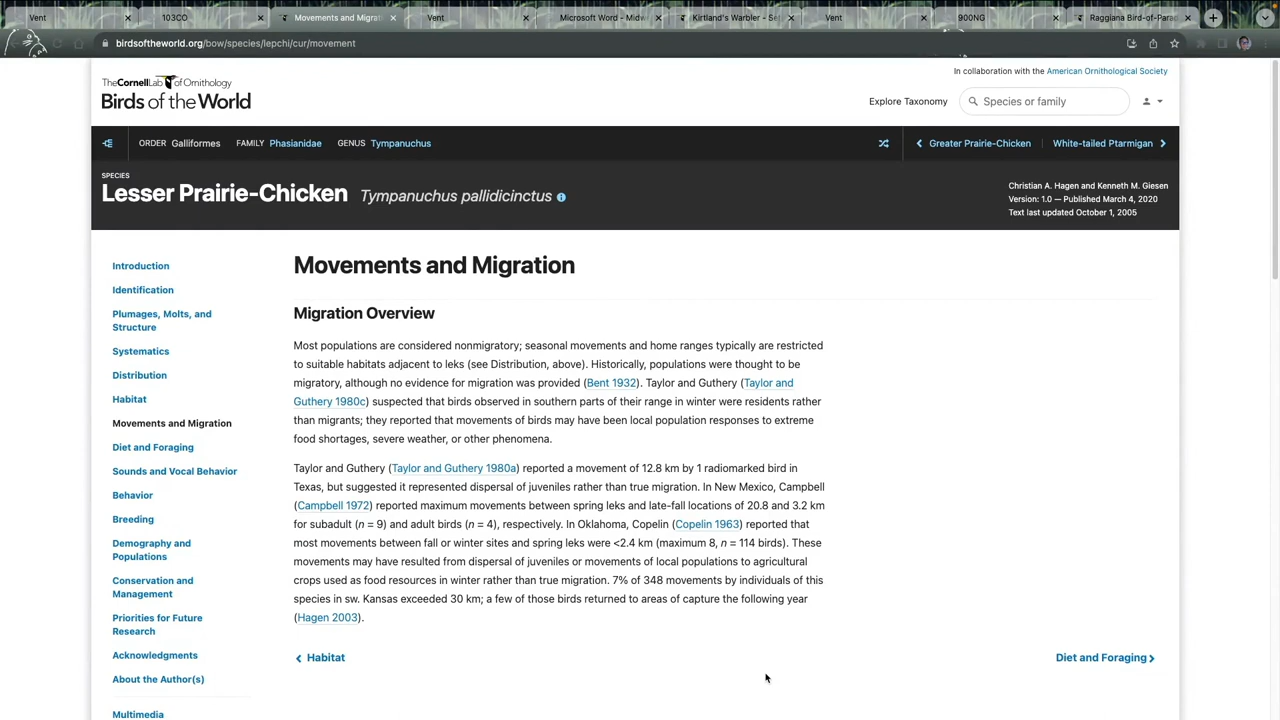 Vent
103CO
Movements and Migrat
Vent
Microsoft Word - Midw
Kirtland's Warbler - Se
Vent
900NG
Raggiana Bird-of-Para
birdsoftheworld.org/bow/species/lepchi/cur/movement
In collaboration with the American Ornithological Society
TheCornellLab of Ornithology
Birds of the World
Explore Taxonomy
Species or family
ORDER Galliformes FAMILY Phasianidae GENUS Tympanuchus
Greater Prairie-Chicken
White-tailed Ptarmigan
SPECIES
Lesser Prairie-Chicken Tympanuchus pallidicinctus
Christian A. Hagen and Kenneth M. Giesen
Version: 1.0 — Published March 4, 2020
Text last updated October 1, 2005
Introduction
Identification
Plumages, Molts, and
Structure
Systematics
Distribution
Habitat
Movements and Migration
Diet and Foraging
Sounds and Vocal Behavior
Behavior
Breeding
Demography and
Populations
Conservation and
Management
Priorities for Future
Research
Acknowledgments
About the Author(s)
Multimedia
Movements and Migration
Migration Overview
Most populations are considered nonmigratory; seasonal movements and home ranges typically are restricted
to suitable habitats adjacent to leks (see Distribution, above). Historically, populations were thought to be
migratory, although no evidence for migration was provided (Bent 1932). Taylor and Guthery (Taylor and
Guthery 1980c) suspected that birds observed in southern parts of their range in winter were residents rather
than migrants; they reported that movements of birds may have been local population responses to extreme
food shortages, severe weather, or other phenomena.
Taylor and Guthery (Taylor and Guthery 1980a) reported a movement of 12.8 km by 1 radiomarked bird in
Texas, but suggested it represented dispersal of juveniles rather than true migration. In New Mexico, Campbell
(Campbell 1972) reported maximum movements between spring leks and late-fall locations of 20.8 and 3.2 km
for subadult (n = 9) and adult birds (n = 4), respectively. In Oklahoma, Copelin (Copelin 1963) reported that
most movements between fall or winter sites and spring leks were <2.4 km (maximum 8, n = 114 birds). These
movements may have resulted from dispersal of juveniles or movements of local populations to agricultural
crops used as food resources in winter rather than true migration. 7% of 348 movements by individuals of this
species in sw. Kansas exceeded 30 km; a few of those birds returned to areas of capture the following year
(Hagen 2003).
Habitat
Diet and Foraging